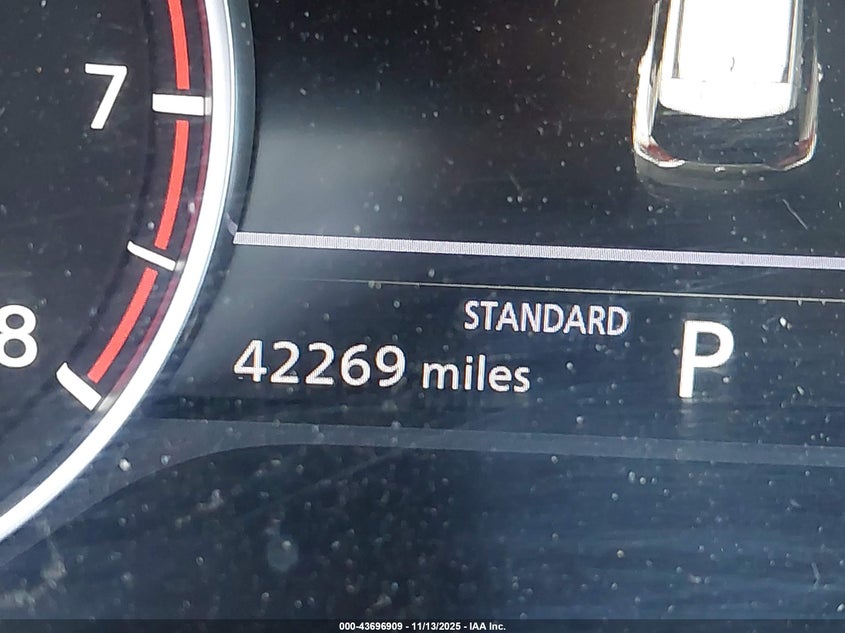 7
8
STANDARD
42269 miles
P
000-43696909 - 11/13/2025 - IAA Inc.